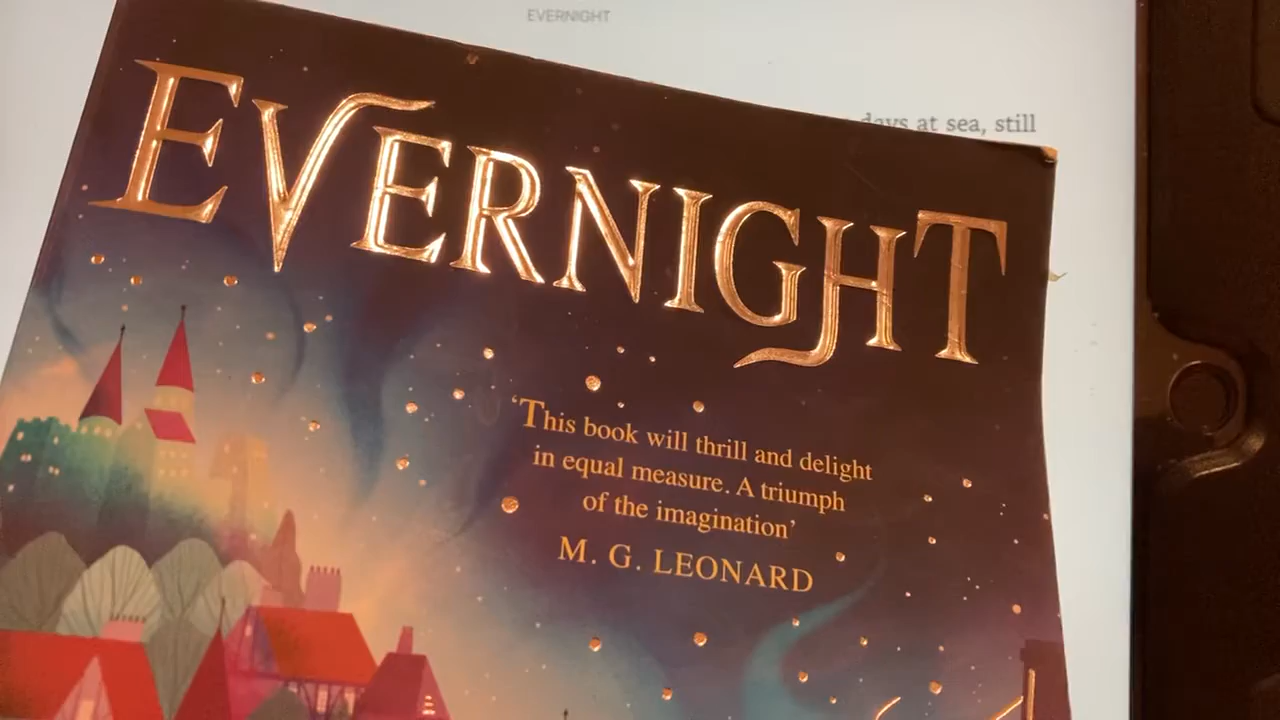 EVERNIGHT
days at sea, still
EVERNIGHT
‘This book will thrill and delight
in equal measure. A triumph
of the imagination’
M. G. LEONARD